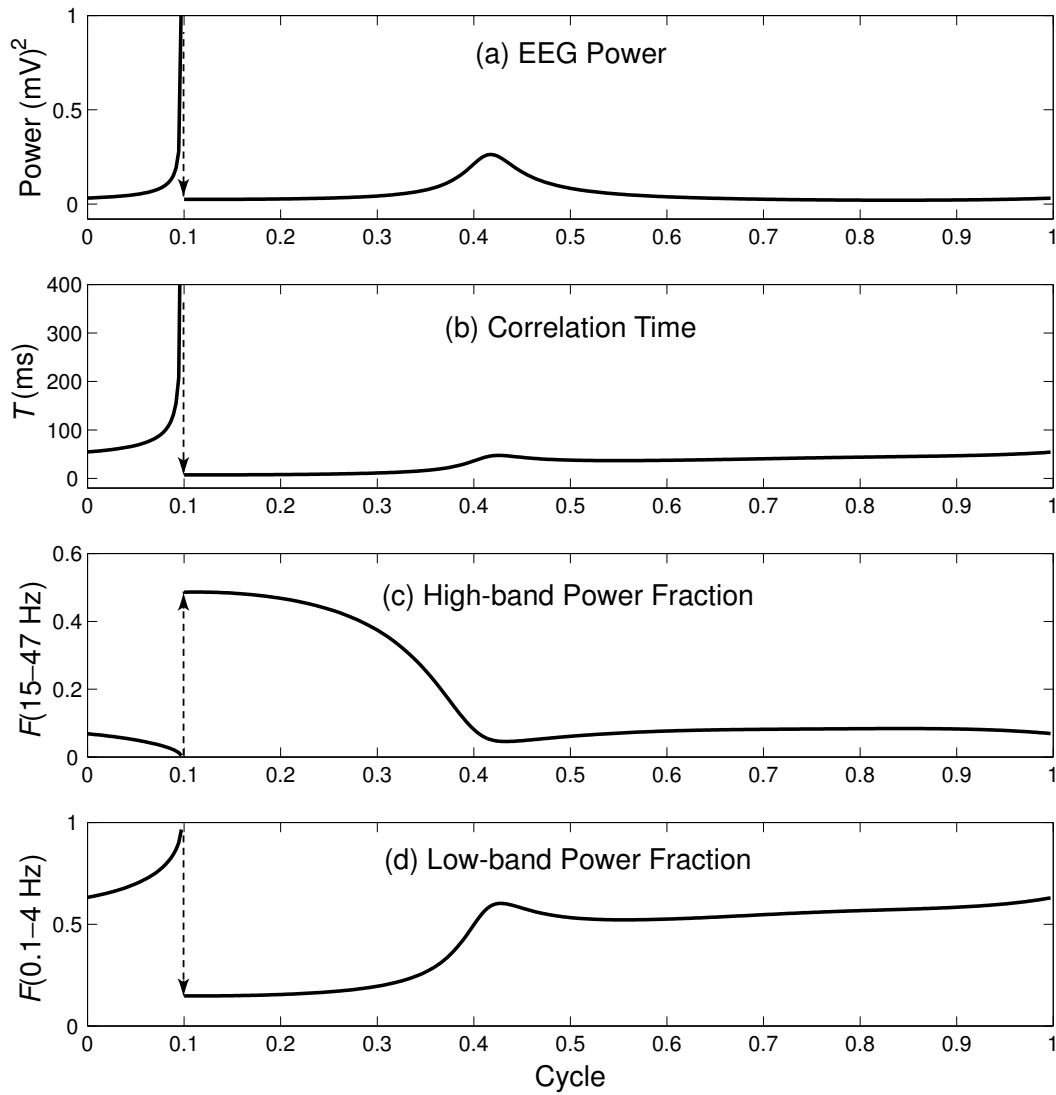 (a) EEG Power
Power (mV)²
1
0.5
0
0 0.1 0.2 0.3 0.4 0.5 0.6 0.7 0.8 0.9 1
(b) Correlation Time
T (ms)
400
300
200
100
0
0 0.1 0.2 0.3 0.4 0.5 0.6 0.7 0.8 0.9 1
(c) High-band Power Fraction
F(15–47 Hz)
0.6
0.4
0.2
0
0 0.1 0.2 0.3 0.4 0.5 0.6 0.7 0.8 0.9 1
(d) Low-band Power Fraction
F(0.1–4 Hz)
1
0.5
0
0 0.1 0.2 0.3 0.4 0.5 0.6 0.7 0.8 0.9 1
Cycle